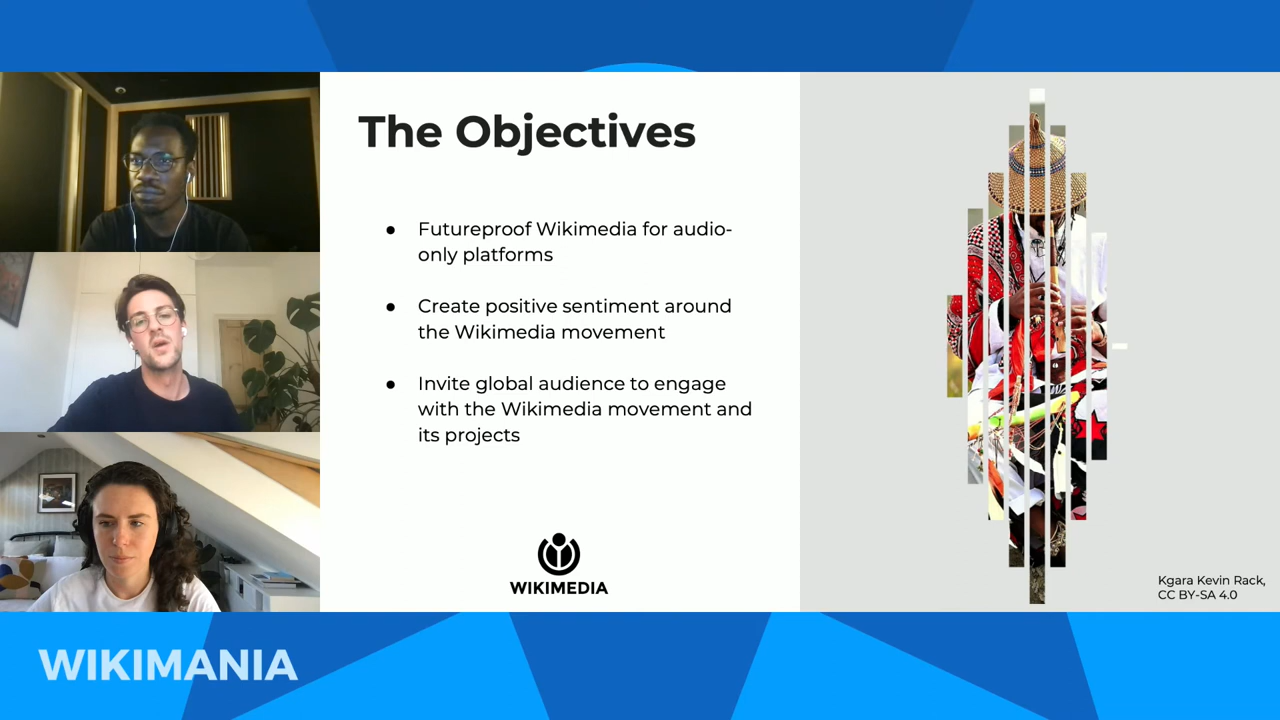 The Objectives
● Futureproof Wikimedia for audio-
only platforms
● Create positive sentiment around
the Wikimedia movement
● Invite global audience to engage
with the Wikimedia movement and
its projects
WIKIMEDIA
Kgara Kevin Rack,
CC BY-SA 4.0
WIKIMANIA